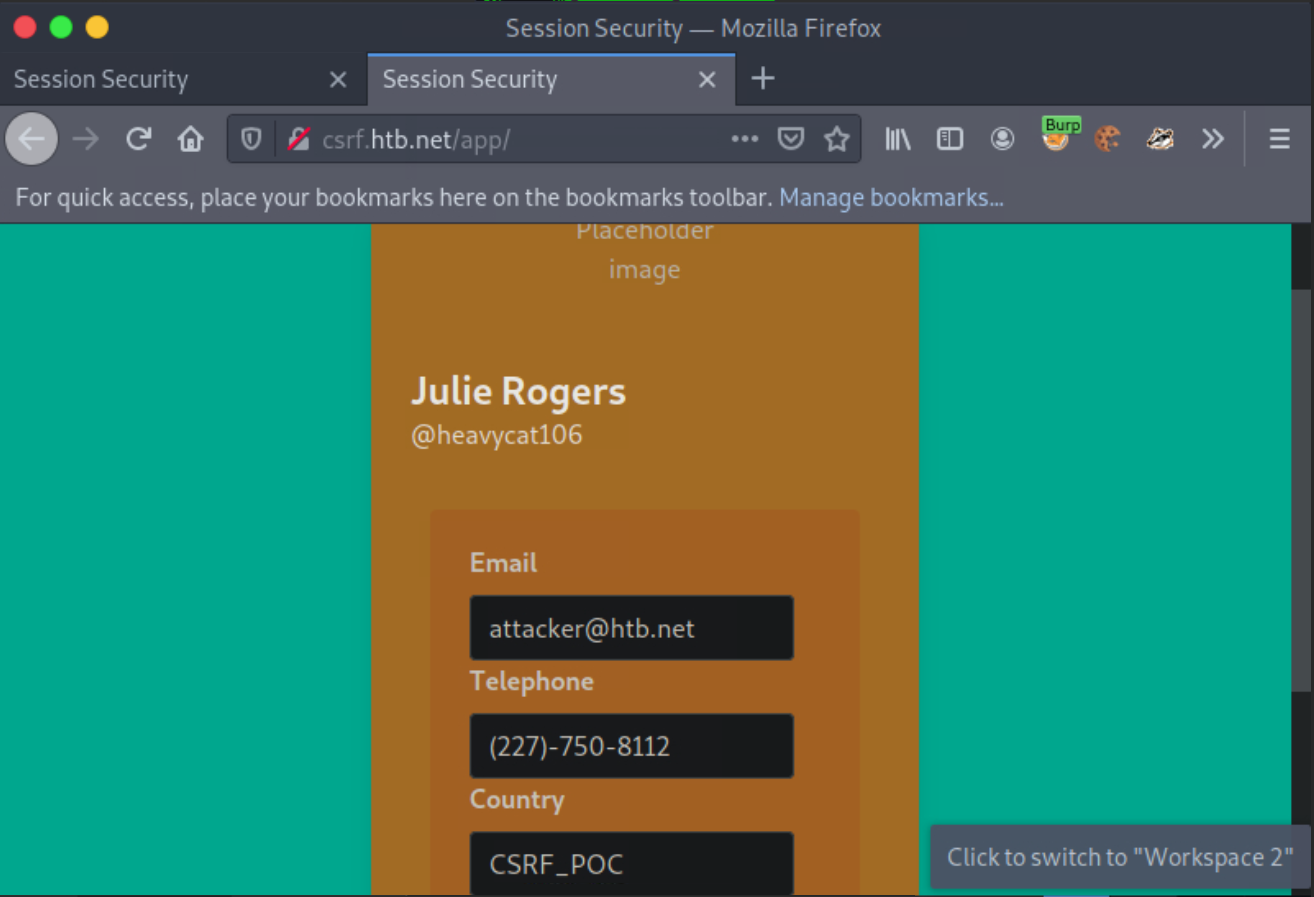 Session Security — Mozilla Firefox
Session Security
Session Security
csrf.htb.net/app/
Burp
For quick access, place your bookmarks here on the bookmarks toolbar. Manage bookmarks...
Placeholder
image
Julie Rogers
@heavycat106
Email
attacker@htb.net
Telephone
(227)-750-8112
Country
CSRF_POC
Click to switch to "Workspace 2"